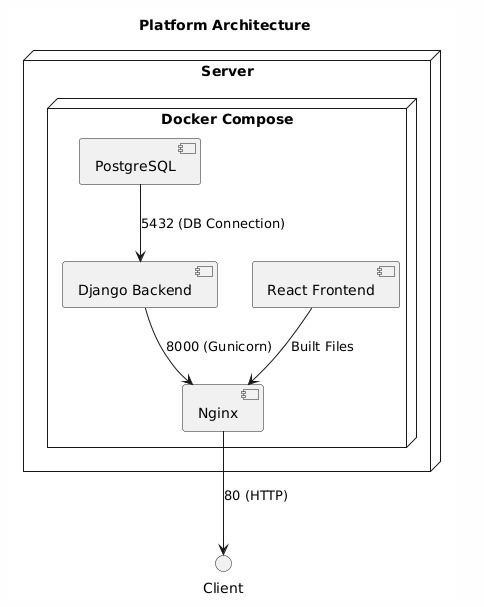 Platform Architecture
Server
Docker Compose
PostgreSQL
5432 (DB Connection)
Django Backend
React Frontend
8000 (Gunicorn)
Built Files
Nginx
80 (HTTP)
Client